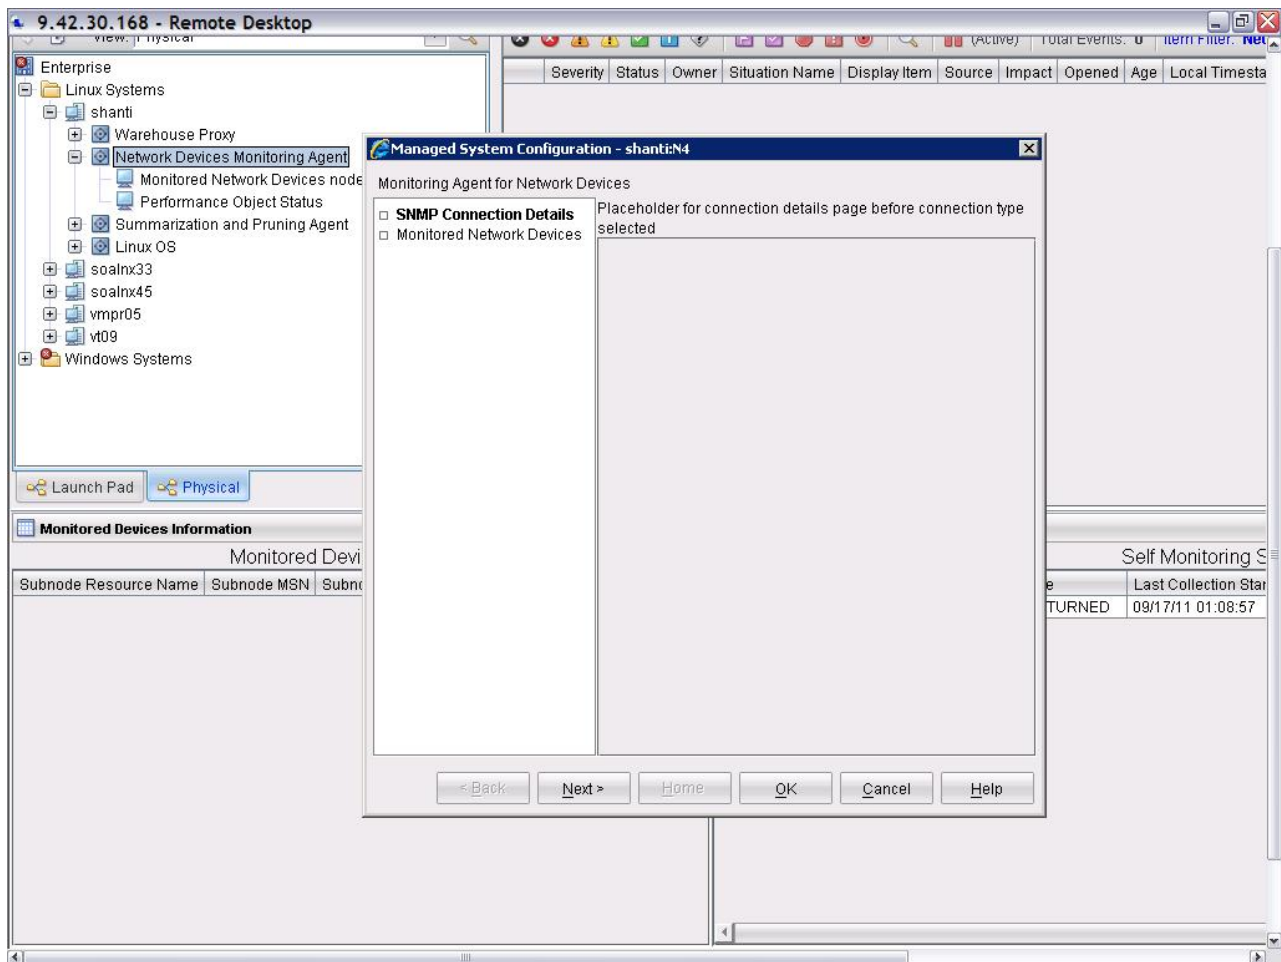 9.42.30.168 - Remote Desktop
View: Physical
(Active) Total Events: 0 Item Filter: Net
Enterprise
Linux Systems
shanti
Warehouse Proxy
Network Devices Monitoring Agent
Monitored Network Devices node
Performance Object Status
Summarization and Pruning Agent
Linux OS
soalnx33
soalnx45
vmpr05
vt09
Windows Systems
Launch Pad Physical
Severity Status Owner Situation Name Display Item Source Impact Opened Age Local Timesta
Managed System Configuration - shanti:N4
Monitoring Agent for Network Devices
SNMP Connection Details
Monitored Network Devices
Placeholder for connection details page before connection type
selected
< Back Next > Home OK Cancel Help
Monitored Devices Information
Monitored Devi
Subnode Resource Name Subnode MSN Subno
Self Monitoring S
e Last Collection Star
TURNED 09/17/11 01:08:57